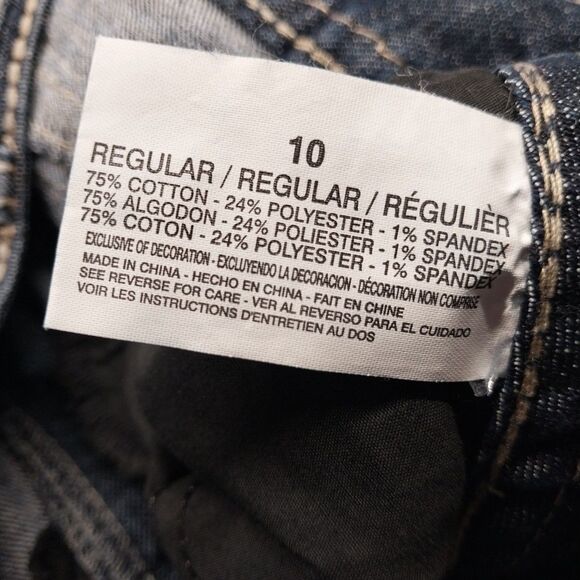 10
REGULAR / REGULAR / RÉGULIÈR
75% COTTON - 24% POLYESTER - 1% SPANDEX
75% ALGODON - 24% POLIESTER - 1% SPANDEX
75% COTON - 24% POLYESTER - 1% SPANDEX
EXCLUSIVE OF DECORATION - EXCLUYENDO LA DECORACION - DÉCORATION NON COMPRISE
MADE IN CHINA - HECHO EN CHINA - FAIT EN CHINE
SEE REVERSE FOR CARE - VER AL REVERSO PARA EL CUIDADO
VOIR LES INSTRUCTIONS D'ENTRETIEN AU DOS